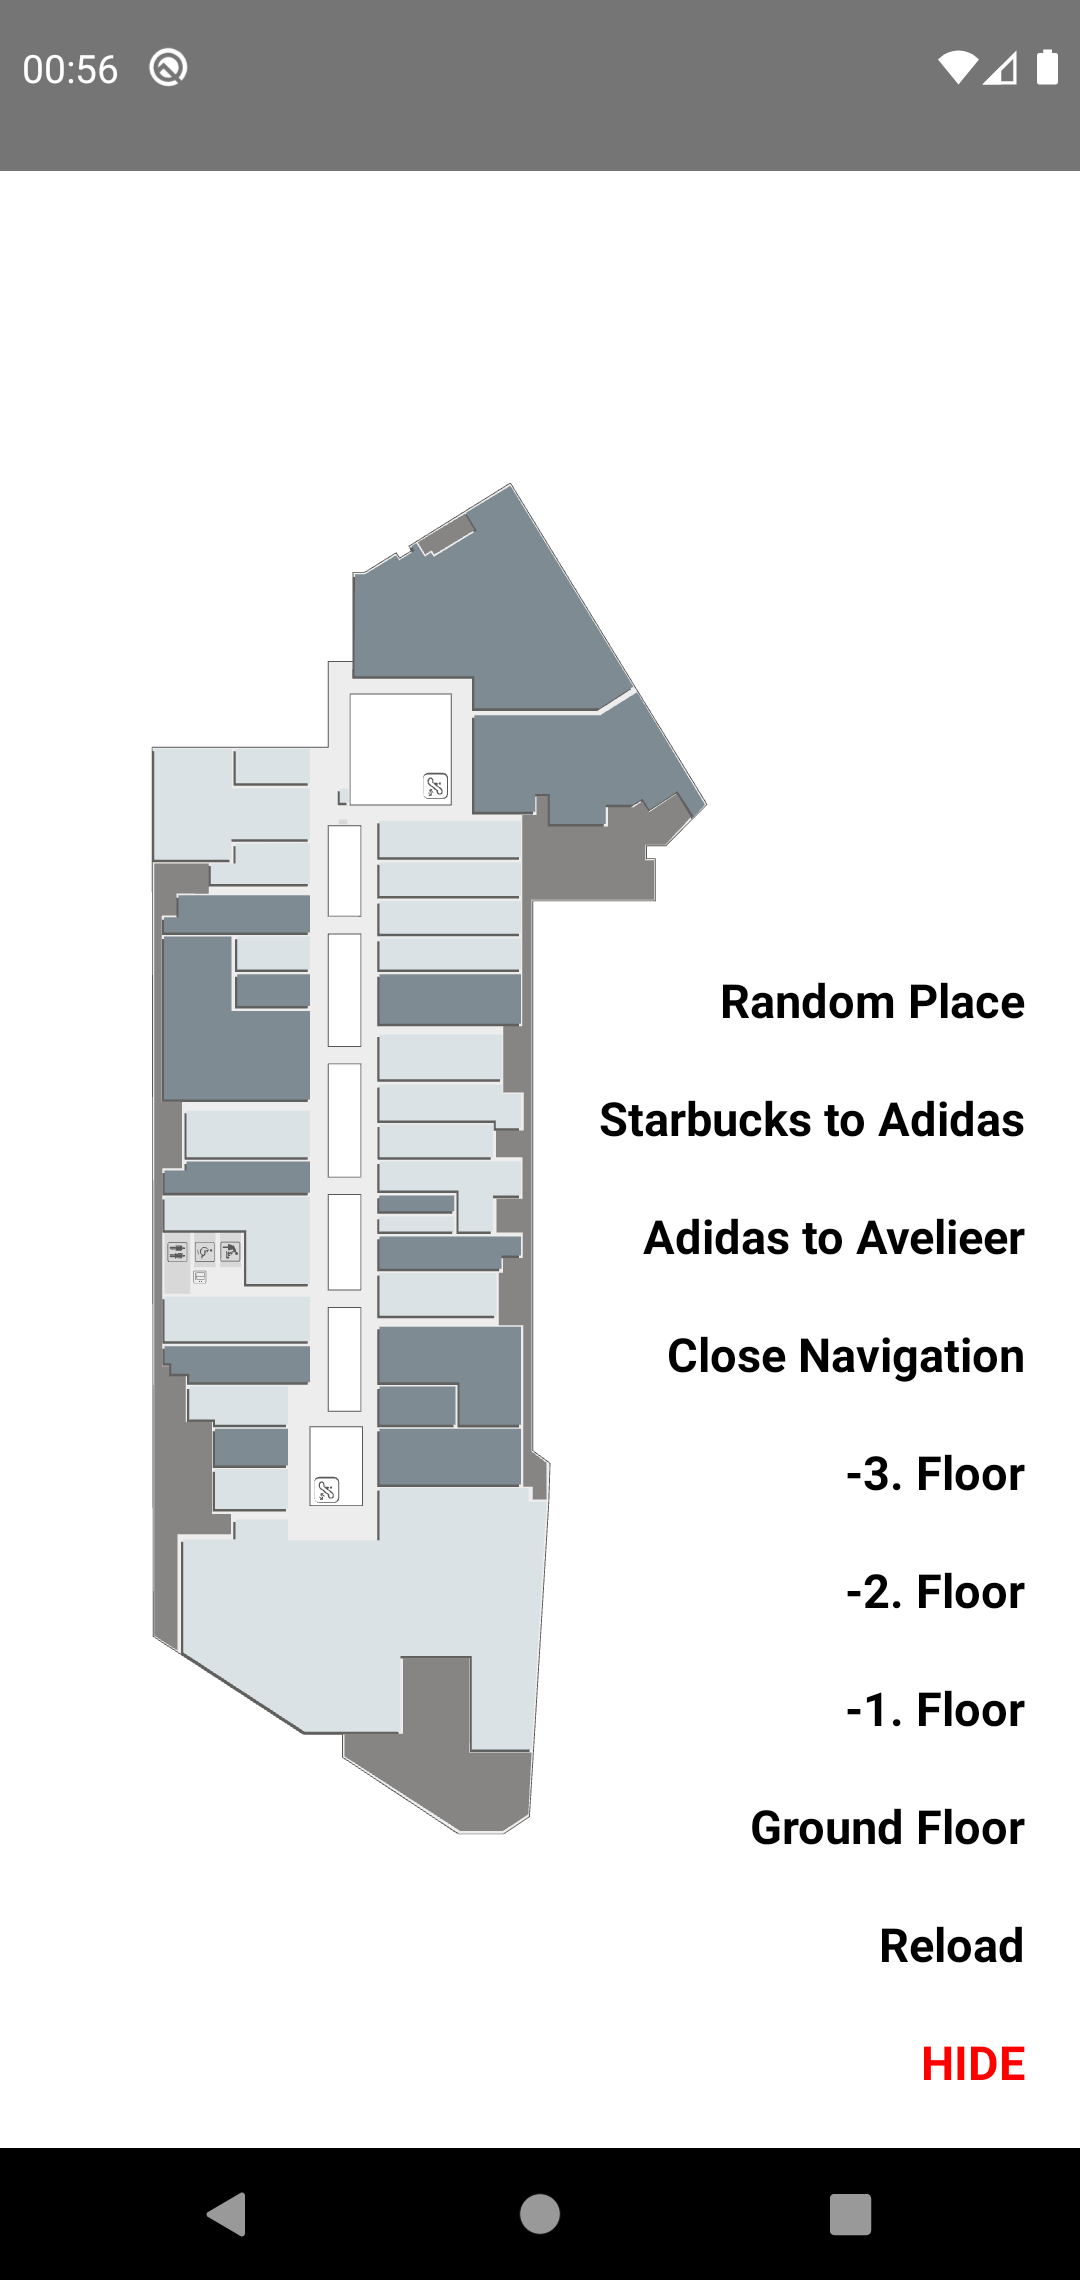 00:56
Random Place
Starbucks to Adidas
Adidas to Avelieer
Close Navigation
-3. Floor
-2. Floor
-1. Floor
Ground Floor
Reload
HIDE